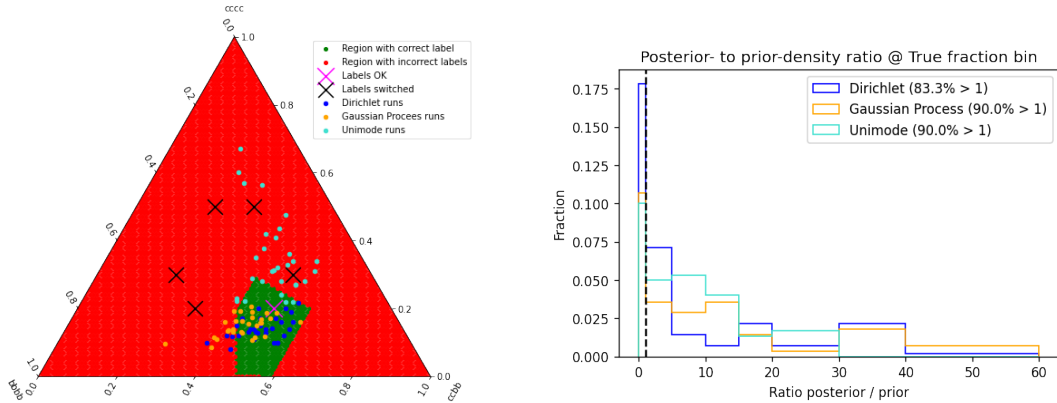 cccc
0.0
1.0
Region with correct label
Region with incorrect labels
Labels OK
Labels switched
Dirichlet runs
Gaussian Procees runs
Unimode runs
0.2
0.8
0.4
0.6
0.6
0.4
0.8
0.2
1.0
0.0
bbbb
0.0
0.2
0.4
0.6
0.8
1.0
ccbb
Posterior- to prior-density ratio @ True fraction bin
Dirichlet (83.3% > 1)
Gaussian Process (90.0% > 1)
Unimode (90.0% > 1)
Fraction
0.175
0.150
0.125
0.100
0.075
0.050
0.025
0.000
0
10
20
30
40
50
60
Ratio posterior / prior